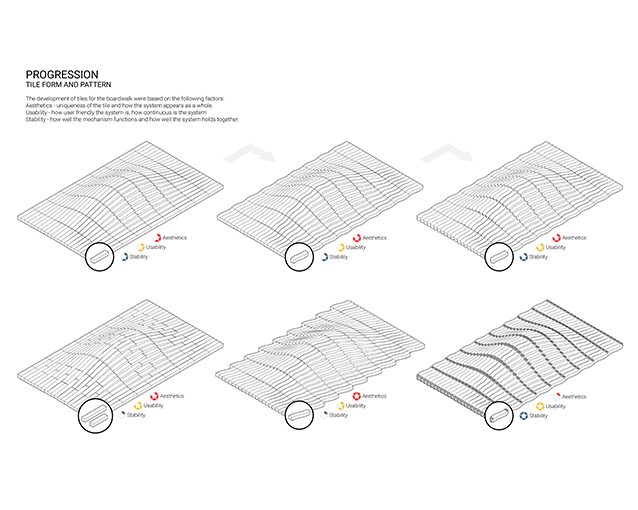 PROGRESSION
TILE FORM AND PATTERN
The development of tiles for the boardwalk were based on the following factors:
Aesthetics - uniqueness of the tile and how the system appears as a whole.
Usability - how user friendly the system is; how continuous is the system
Stability - how well the mechanism functions and how well the system holds together.
Aesthetics
Usability
Stability
Aesthetics
Usability
Stability
Aesthetics
Usability
Stability
Aesthetics
Usability
Stability
Aesthetics
Usability
Stability
Aesthetics
Usability
Stability